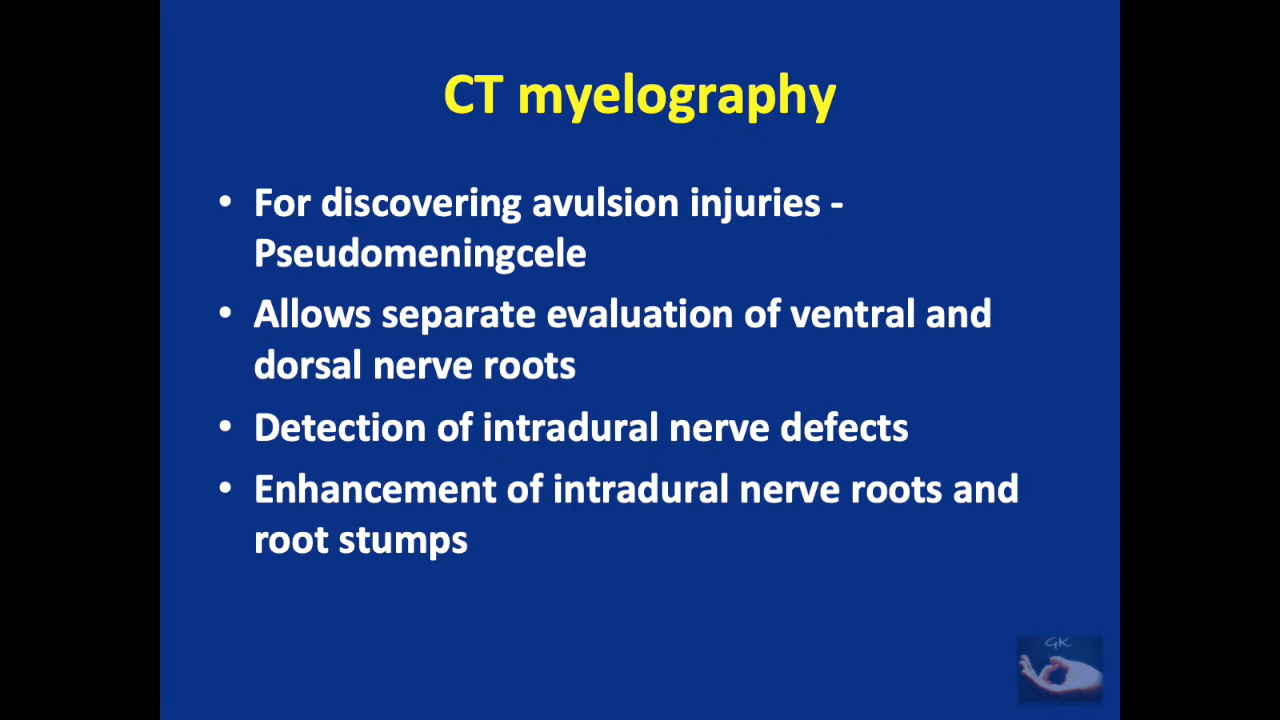 CT myelography
• For discovering avulsion injuries -
Pseudomeningcele
• Allows separate evaluation of ventral and
dorsal nerve roots
• Detection of intradural nerve defects
• Enhancement of intradural nerve roots and
root stumps
GK